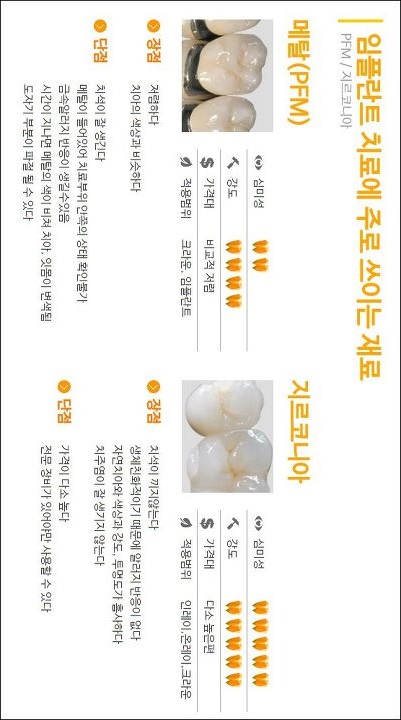 임플란트 치료에 주로 쓰이는 재료
PFM / 지르코니아
메탈(PFM)
심미성
강도
가격대 비교적 저렴
적용범위 크라운, 임플란트
장점
저렴하다
치아의 색상과 비슷하다
단점
치석이 잘 생긴다
메탈이 들어있어 치료부위 안쪽의 상태 확인불가
금속알러지 반응이 생길수있음
시간이 지나면 메탈의 색이 비쳐 치아, 잇몸이 변색됨
도자기 부분이 파절 될 수 있다
지르코니아
심미성
강도
가격대 다소 높은편
적용범위 인레이,온레이,크라운
장점
치석이 끼지않는다
생체친화적이기 때문에 알러지 반응이 없다
자연치아와 색상과 강도, 투명도가 흡사하다
치주염이 잘 생기지 않는다
단점
가격이 다소 높다
전문 장비가 있어야만 사용할 수 있다